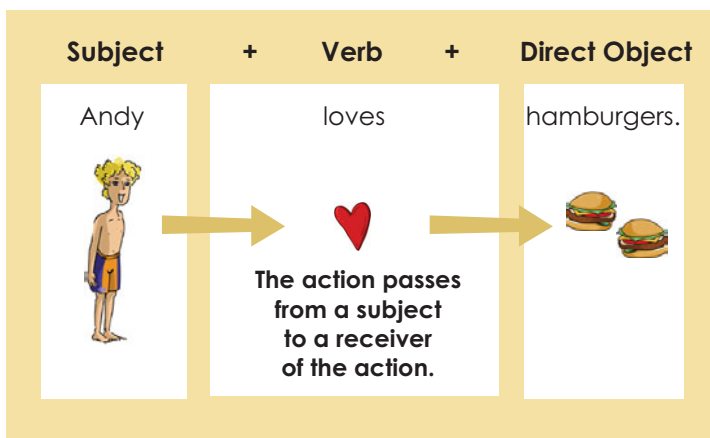 Subject + Verb + Direct Object
Andy loves hamburgers.
The action passes
from a subject
to a receiver
of the action.